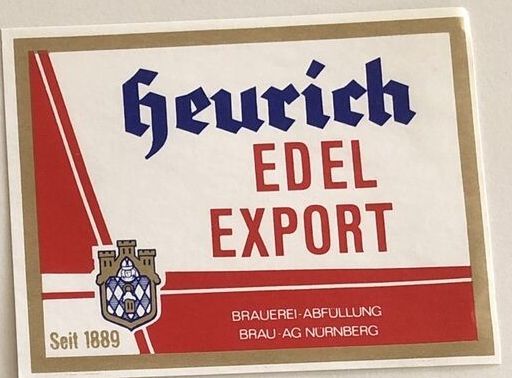 Heurich
EDEL
EXPORT
BRAUEREI-ABFÜLLUNG
BRAU-AG NÜRNBERG
Seit 1889